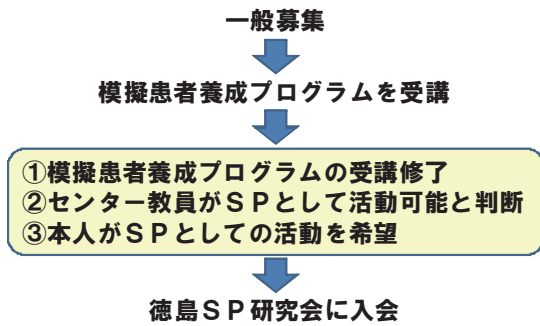 一般募集
模擬患者養成プログラムを受講
①模擬患者養成プログラムの受講修了
②センター教員がＳＰとして活動可能と判断
③本人がＳＰとしての活動を希望
徳島ＳＰ研究会に入会